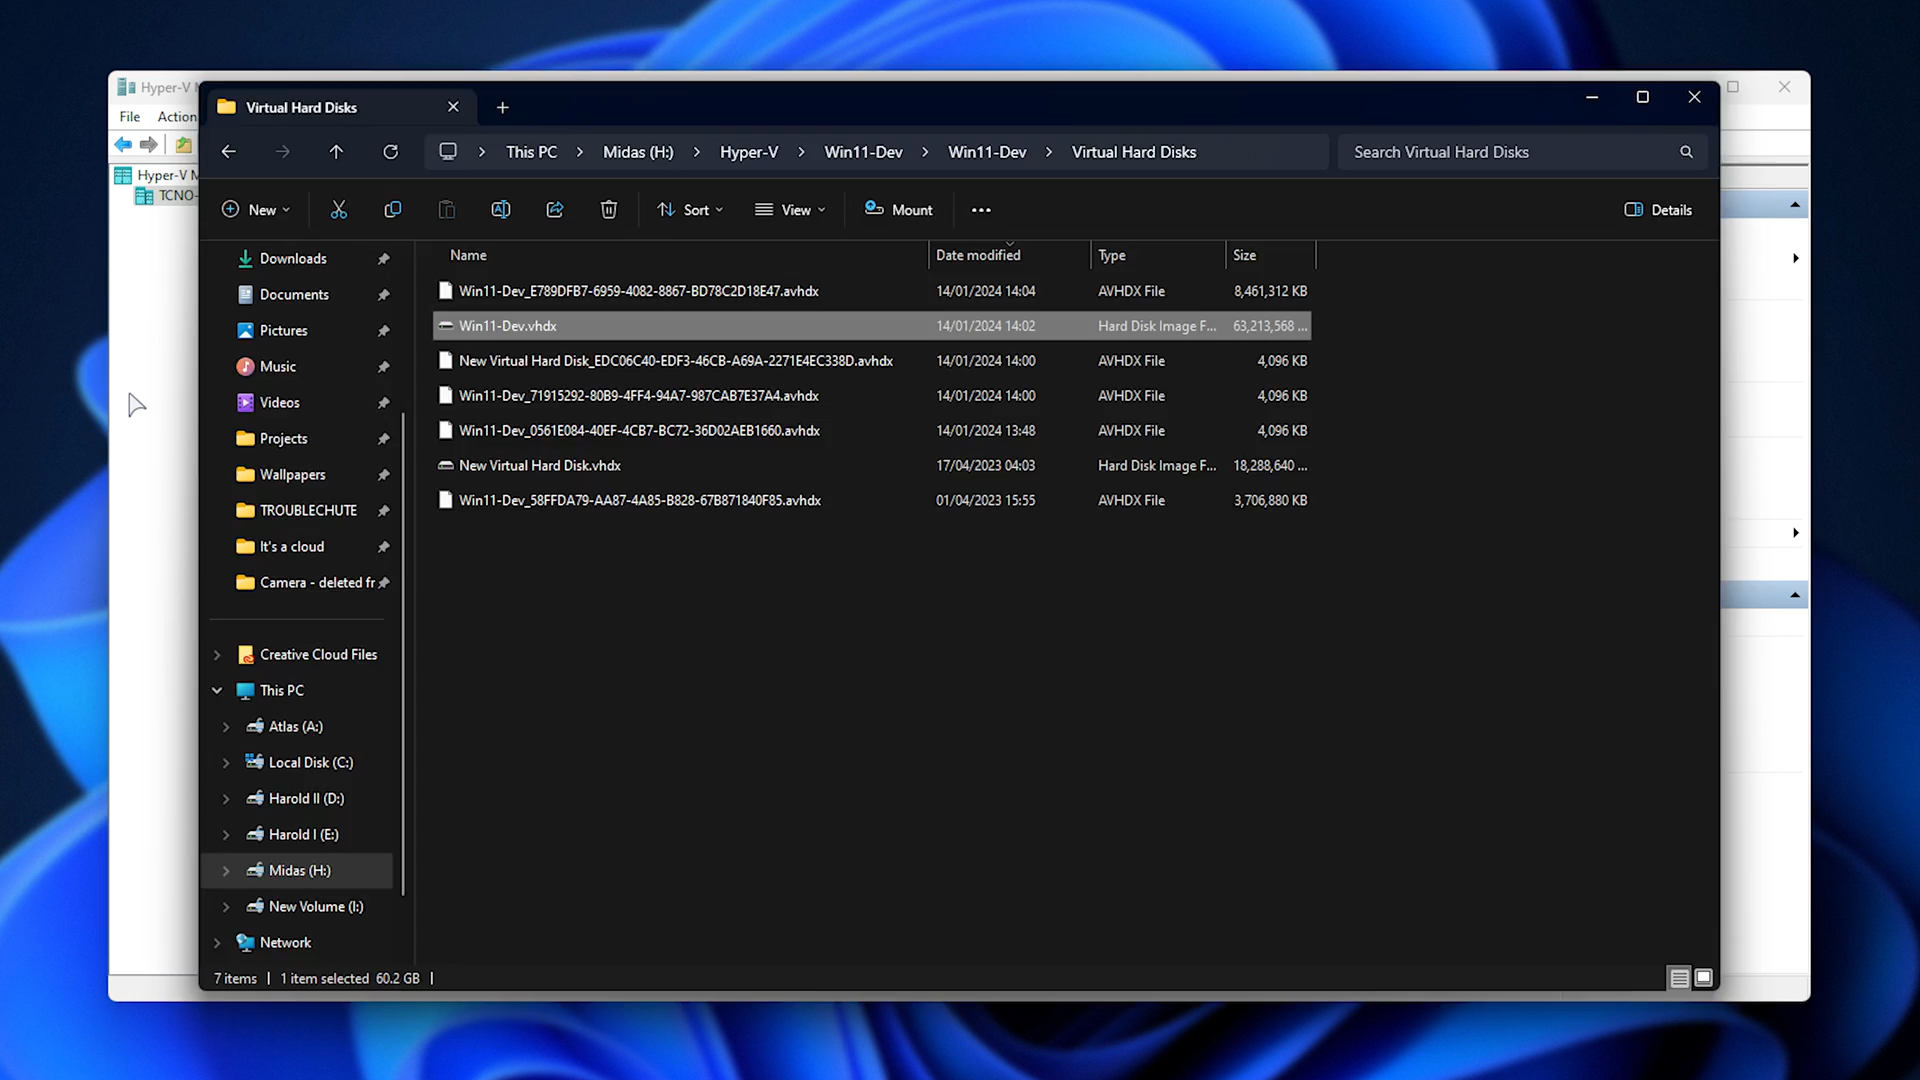 Hyper-V M
File Action
Hyper-V M
TCNO-
Virtual Hard Disks
This PC > Midas (H:) > Hyper-V > Win11-Dev > Win11-Dev > Virtual Hard Disks
Search Virtual Hard Disks
New Sort View Mount Details
Name Date modified Type Size
Win11-Dev_E789DFB7-6959-4082-8867-BD78C2D18E47.avhdx 14/01/2024 14:04 AVHDX File 8,461,312 KB
Win11-Dev.vhdx 14/01/2024 14:02 Hard Disk Image F... 63,213,568 ...
New Virtual Hard Disk_EDC06C40-EDF3-46CB-A69A-2271E4EC338D.avhdx 14/01/2024 14:00 AVHDX File 4,096 KB
Win11-Dev_71915292-80B9-4FF4-94A7-987CAB7E37A4.avhdx 14/01/2024 14:00 AVHDX File 4,096 KB
Win11-Dev_0561E084-40EF-4CB7-BC72-36D02AEB1660.avhdx 14/01/2024 13:48 AVHDX File 4,096 KB
New Virtual Hard Disk.vhdx 17/04/2023 04:03 Hard Disk Image F... 18,288,640 ...
Win11-Dev_58FFDA79-AA87-4A85-B828-67B871840F85.avhdx 01/04/2023 15:55 AVHDX File 3,706,880 KB
Downloads
Documents
Pictures
Music
Videos
Projects
Wallpapers
TROUBLECHUTE
It's a cloud
Camera - deleted fr
Creative Cloud Files
This PC
Atlas (A:)
Local Disk (C:)
Harold II (D:)
Harold I (E:)
Midas (H:)
New Volume (I:)
Network
7 items | 1 item selected 60.2 GB |